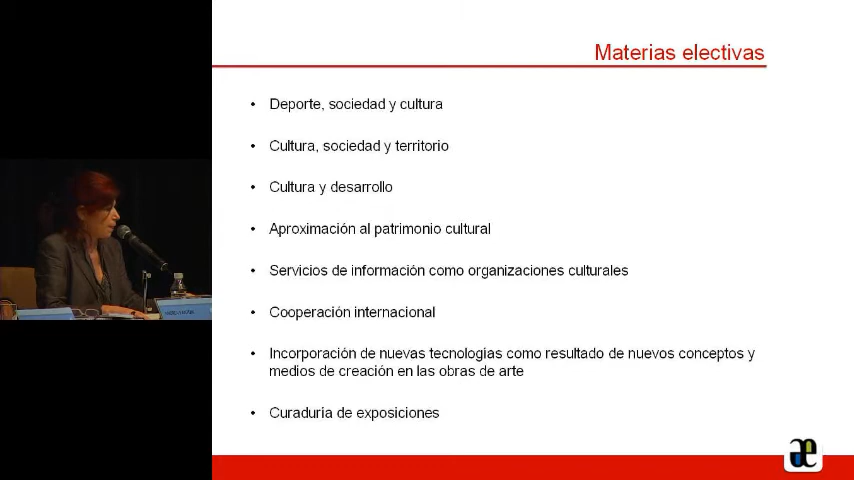 Materias electivas
• Deporte, sociedad y cultura
• Cultura, sociedad y territorio
• Cultura y desarrollo
• Aproximación al patrimonio cultural
• Servicios de información como organizaciones culturales
• Cooperación internacional
• Incorporación de nuevas tecnologías como resultado de nuevos conceptos y
medios de creación en las obras de arte
• Curaduría de exposiciones
æ